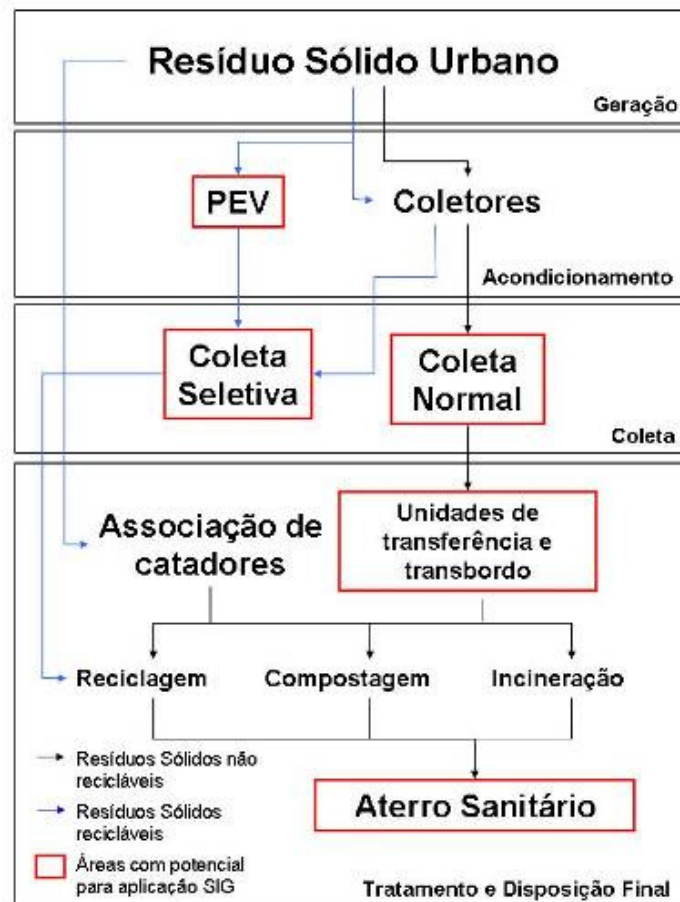 Resíduo Sólido Urbano
Geração
PEV
Coletores
Acondicionamento
Coleta
Seletiva
Coleta
Normal
Coleta
Associação de
catadores
Unidades de
transferência e
transbordo
Reciclagem
Compostagem
Incineração
Resíduos Sólidos não
recicláveis
Resíduos Sólidos
recicláveis
Áreas com potencial
para aplicação SIG
Aterro Sanitário
Tratamento e Disposição Final